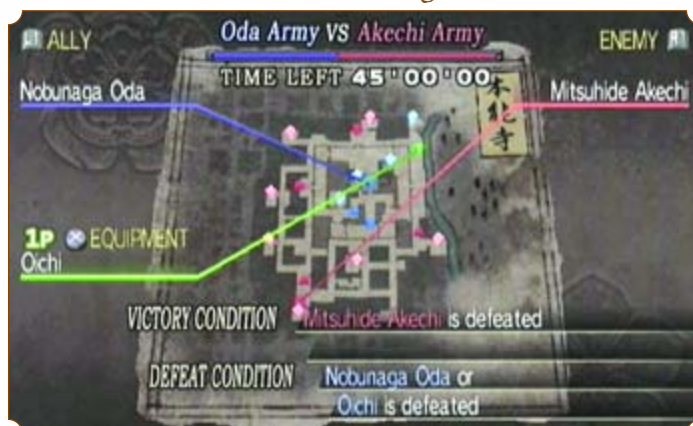 ALLY
Oda Army VS Akechi Army
ENEMY
TIME LEFT 45'00'00
Nobunaga Oda
Mitsuhide Akechi
本能寺
1P EQUIPMENT
Oichi
VICTORY CONDITION Mitsuhide Akechi is defeated
DEFEAT CONDITION Nobunaga Oda or
Oichi is defeated